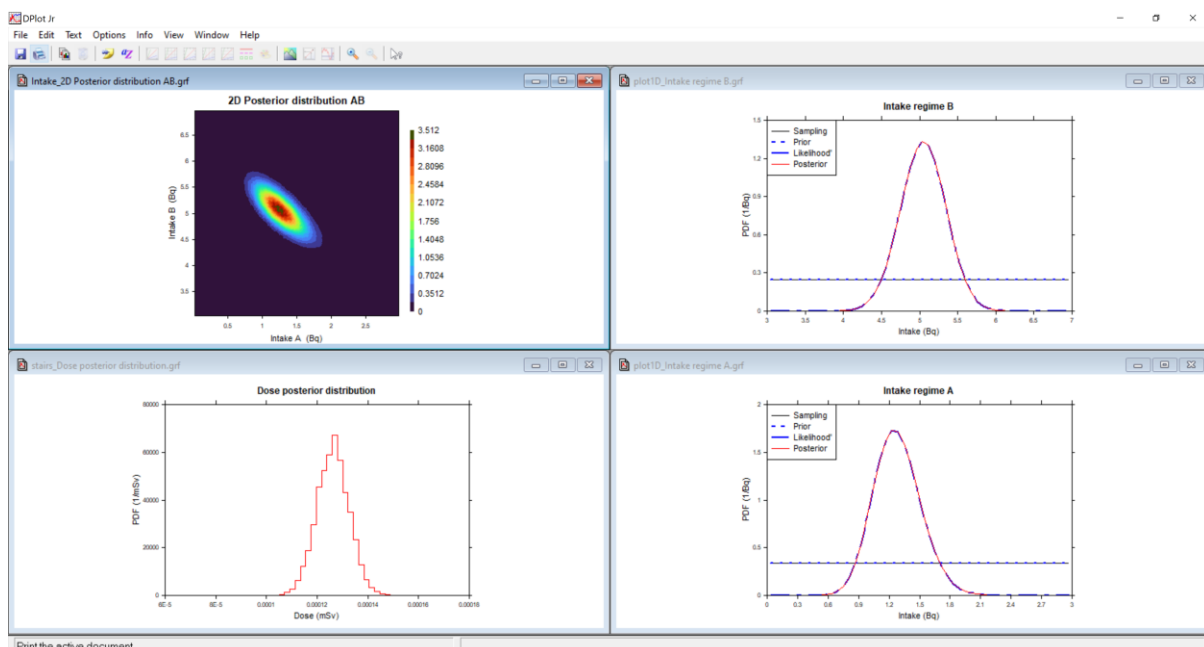 DPlot Jr
File Edit Text Options Info View Window Help
Intake_2D Posterior distribution AB.grf
2D Posterior distribution AB
6.5
6
5.5
5
4.5
4
3.5
Intake B (Bq)
0.5 1 1.5 2 2.5
Intake A (Bq)
3.512
3.1608
2.8096
2.4584
2.1072
1.756
1.4048
1.0536
0.7024
0.3512
0
plot1D_Intake regime B.grf
Intake regime B
Sampling
Prior
Likelihood'
Posterior
1.5
1.2
0.9
0.6
0.3
0
PDF (1/Bq)
3 3.5 4 4.5 5 5.5 6 6.5 7
Intake (Bq)
stairs_Dose posterior distribution.grf
Dose posterior distribution
80000
60000
40000
20000
0
PDF (1/mSv)
6E-5 8E-5 0.0001 0.00012 0.00014 0.00016 0.00018
Dose (mSv)
plot1D_Intake regime A.grf
Intake regime A
Sampling
Prior
Likelihood'
Posterior
2
1.5
1
0.5
0
PDF (1/Bq)
0 0.3 0.6 0.9 1.2 1.5 1.8 2.1 2.4 2.7 3
Intake (Bq)
Print the active document